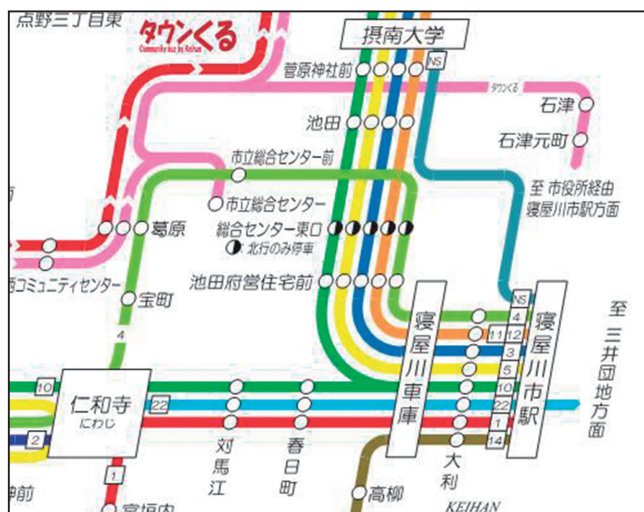 点野三丁目東
タウンくる
Community bus by Keihan
摂南大学
菅原神社前
NS
タウンくる
石津
池田
石津元町
市立総合センター前
至 市役所経由
寝屋川市駅方面
市立総合センター
葛原
総合センター東口
北行のみ停車
コミュニティセンター
池田府営住宅前
宝町
NS
4
4
11
12
3
5
10
22
1
14
寝屋川車庫
寝屋川市駅
至 三井団地方面
10
仁和寺
にわじ
22
2
対馬江
春日町
大利
1
神前
高柳
KEIHAN